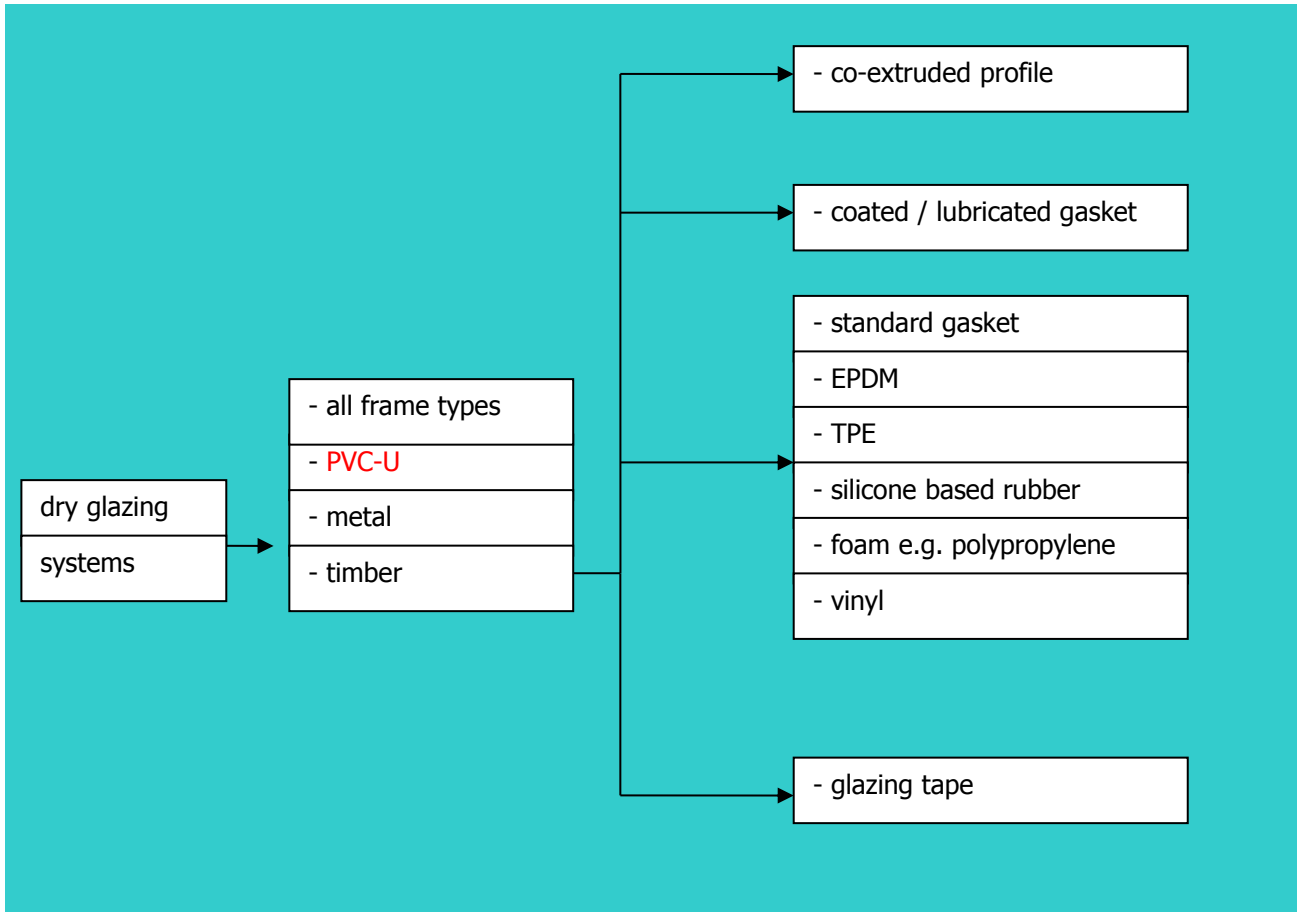 dry glazing
systems
- all frame types
- PVC-U
- metal
- timber
- co-extruded profile
- coated / lubricated gasket
- standard gasket
- EPDM
- TPE
- silicone based rubber
- foam e.g. polypropylene
- vinyl
- glazing tape